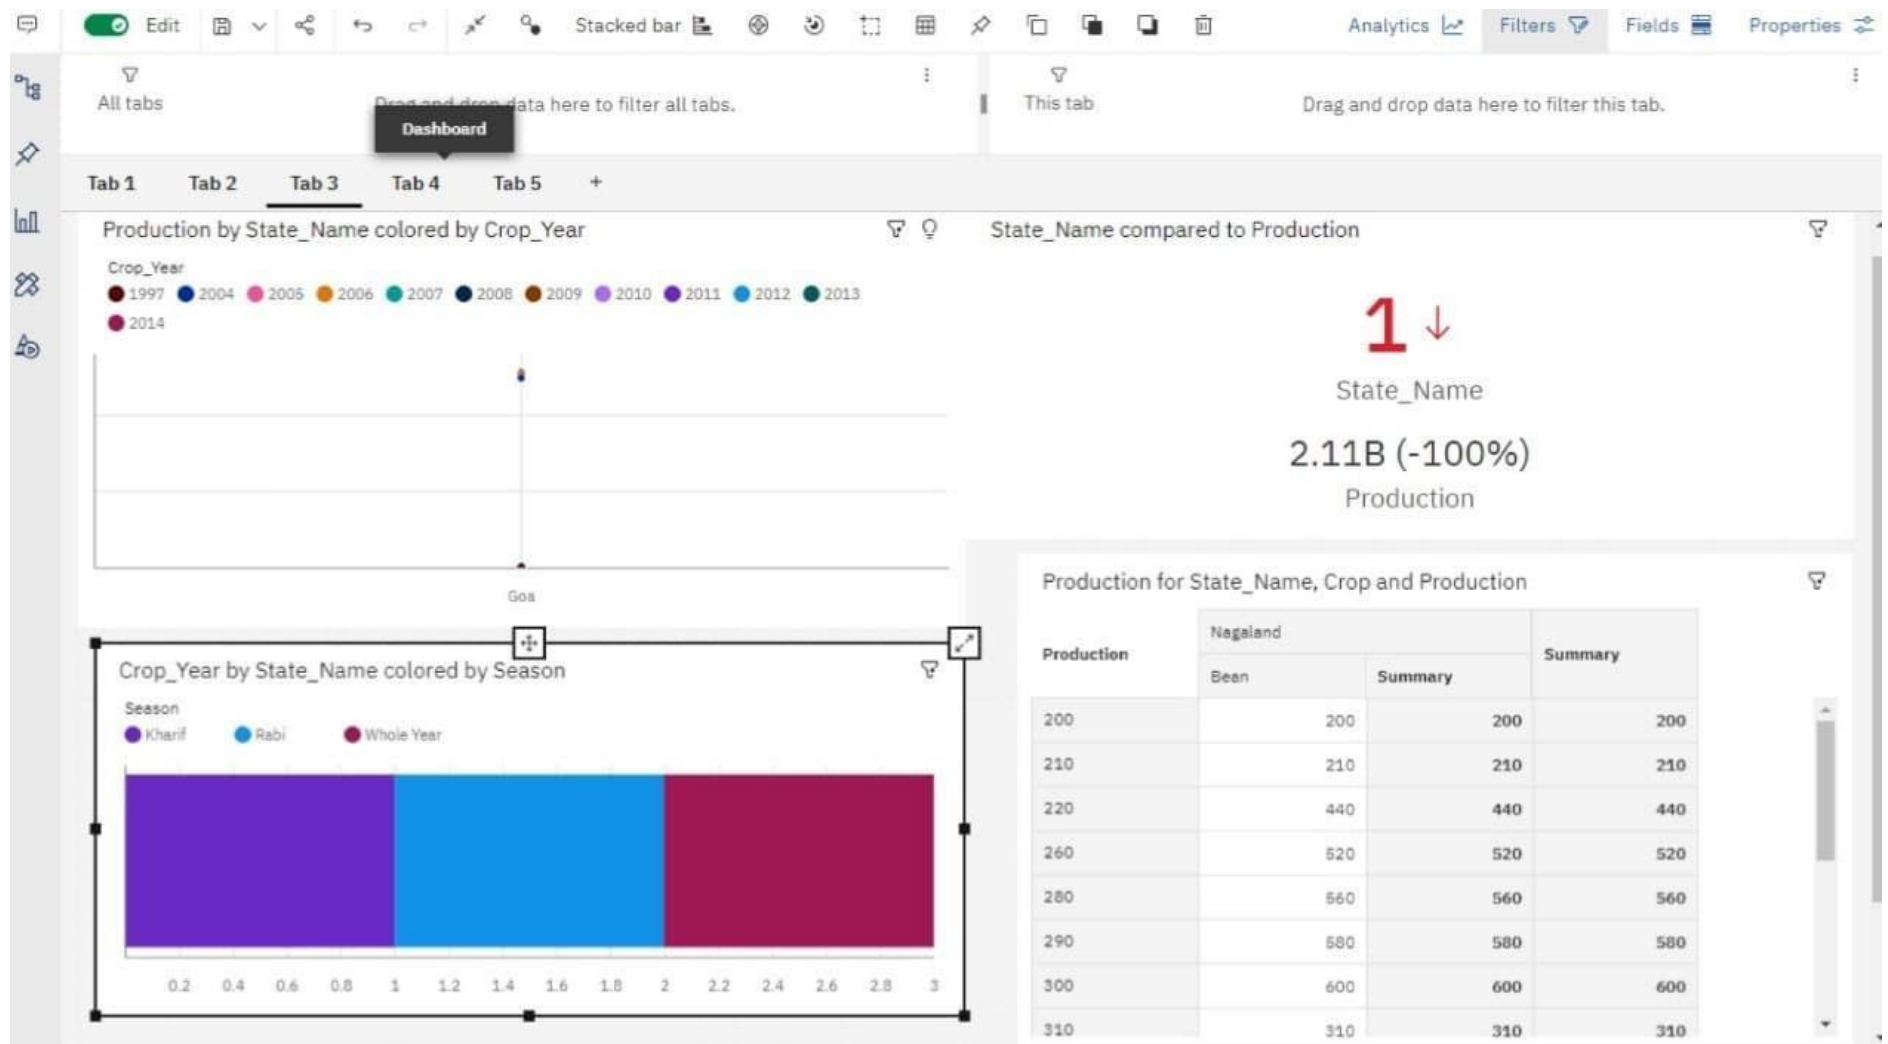 Edit Stacked bar Analytics Filters Fields Properties
All tabs
data here to filter all tabs.
This tab
Drag and drop data here to filter this tab.
Dashboard
Tab 1 Tab 2 Tab 3 Tab 4 Tab 5 +
Production by State_Name colored by Crop_Year
Crop_Year
1997 2004 2005 2006 2007 2008 2009 2010 2011 2012 2013
2014
Goa
State_Name compared to Production
1
State_Name
2.11B (-100%)
Production
Crop_Year by State_Name colored by Season
Season
Kharif Rabi Whole Year
0.2 0.4 0.6 0.8 1 1.2 1.4 1.6 1.8 2 2.2 2.4 2.6 2.8 3
Production for State_Name, Crop and Production
Production Nagaland Summary
Bean Summary
200 200 200 200
210 210 210 210
220 440 440 440
260 520 520 520
280 560 560 560
290 580 580 580
300 600 600 600
310 310 310 310